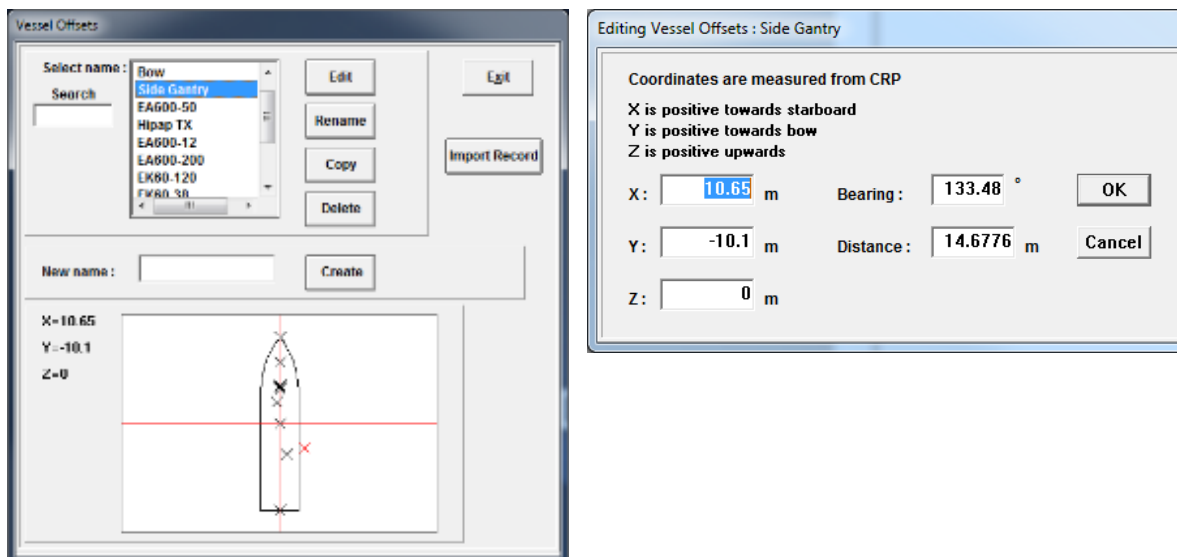 Vessel Offsets
Select name :
Search
Bow
Side Gantry
EA600-50
Hipap TX
EA600-12
EA600-200
EK60-120
EK60-38
Edit
Rename
Copy
Delete
Exit
Import Record
New name :
Create
X=10.65
Y=-10.1
Z=0
Editing Vessel Offsets : Side Gantry
Coordinates are measured from CRP
X is positive towards starboard
Y is positive towards bow
Z is positive upwards
X : 10.65 m Bearing : 133.48 ° OK
Y : -10.1 m Distance : 14.6776 m Cancel
Z : 0 m